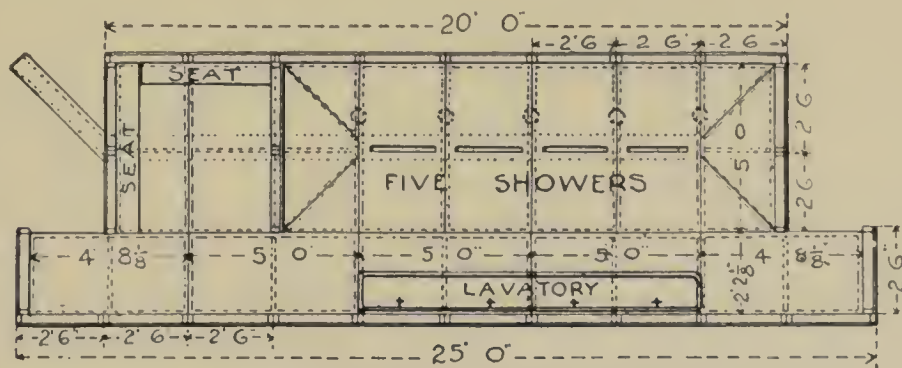 20' 0"
2' 6 2 6" 2 6
SEAT
SEAT
2 6
5 0
2 6
FIVE SHOWERS
4' 8⅛" 5 0" 5 0" 5 0" 4 8⅛"
2' 2⅛"
2 6"
LAVATORY
2'6" 2' 6" 2' 6"
25' 0"